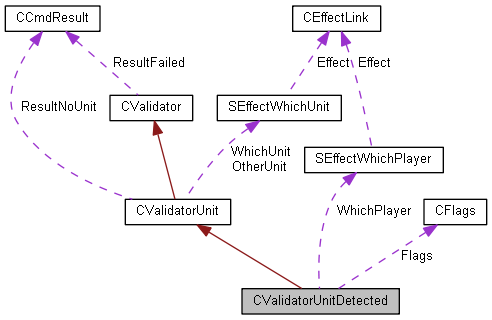 CCmdResult
CEffectLink
ResultFailed
Effect
Effect
ResultNoUnit
CValidator
SEffectWhichUnit
WhichUnit
OtherUnit
SEffectWhichPlayer
CValidatorUnit
WhichPlayer
CFlags
Flags
CValidatorUnitDetected